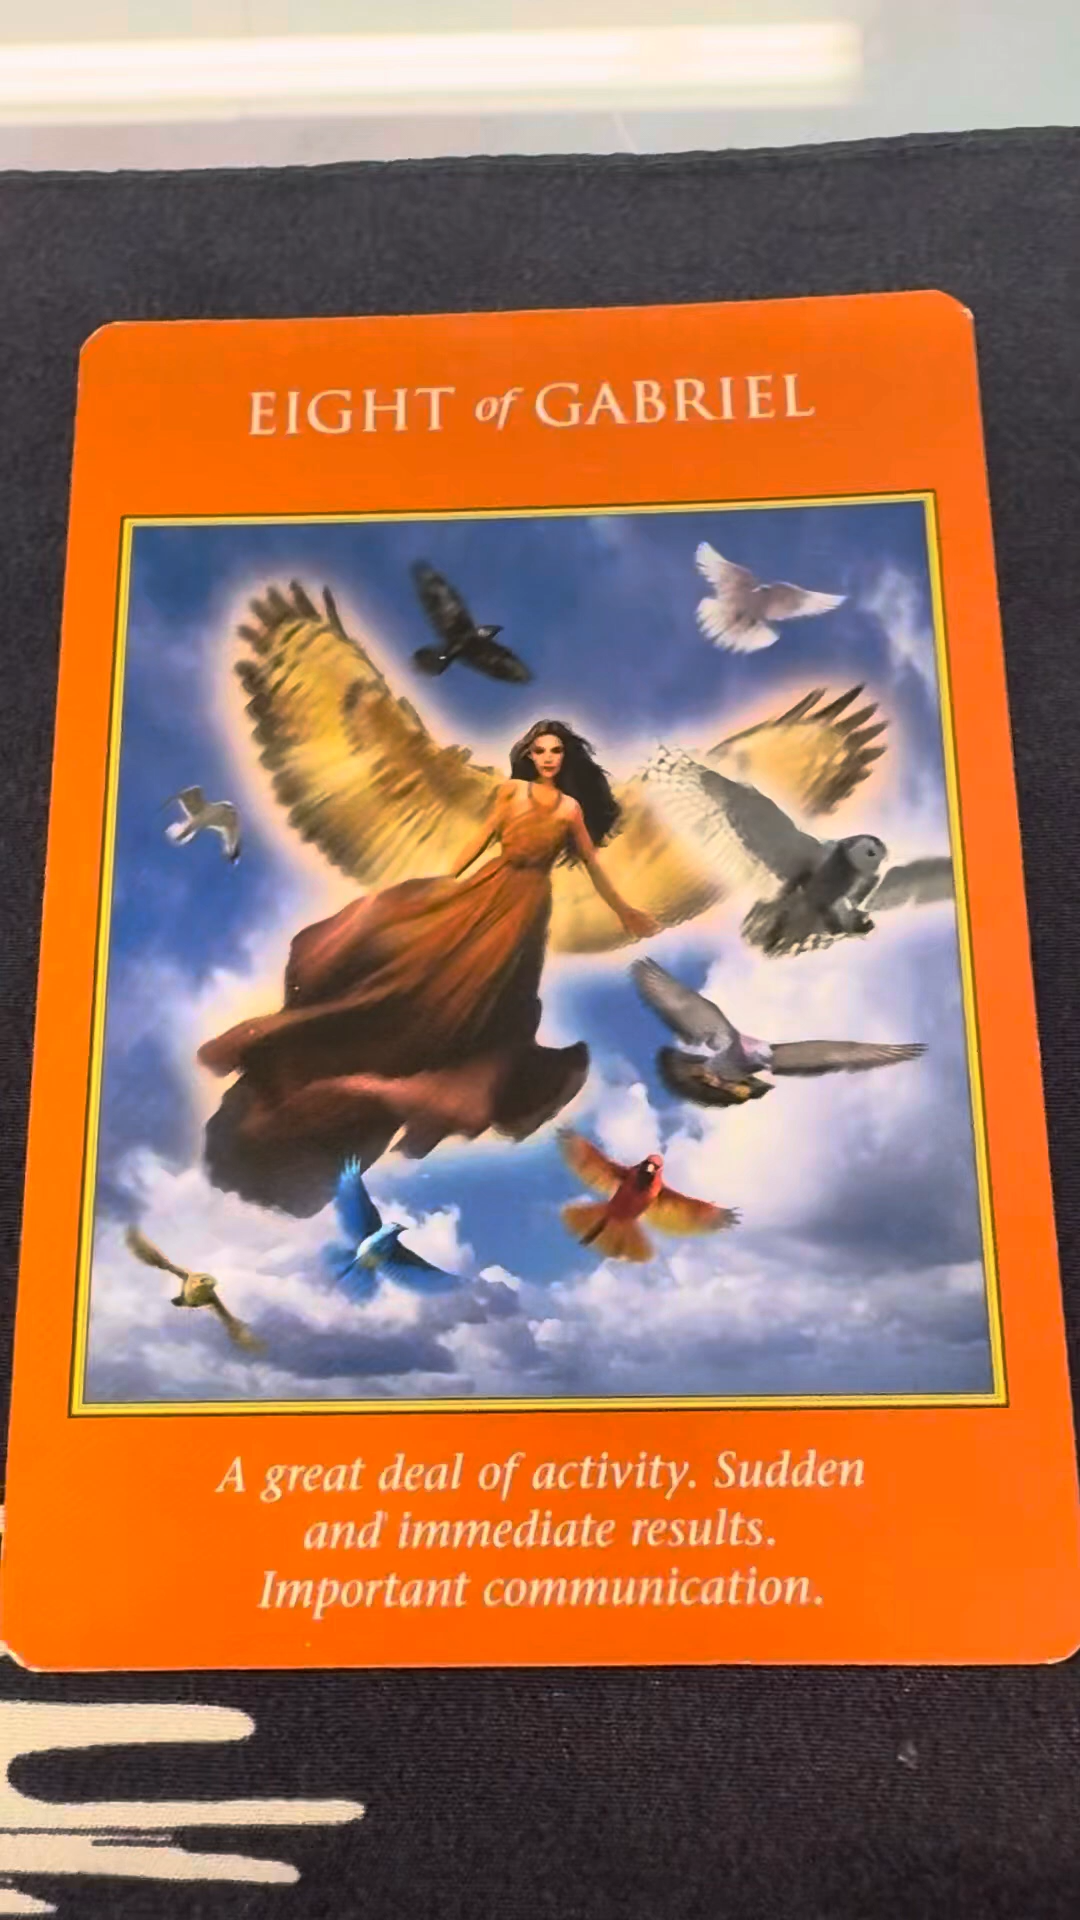 EIGHT of GABRIEL
A great deal of activity. Sudden
and immediate results.
Important communication.